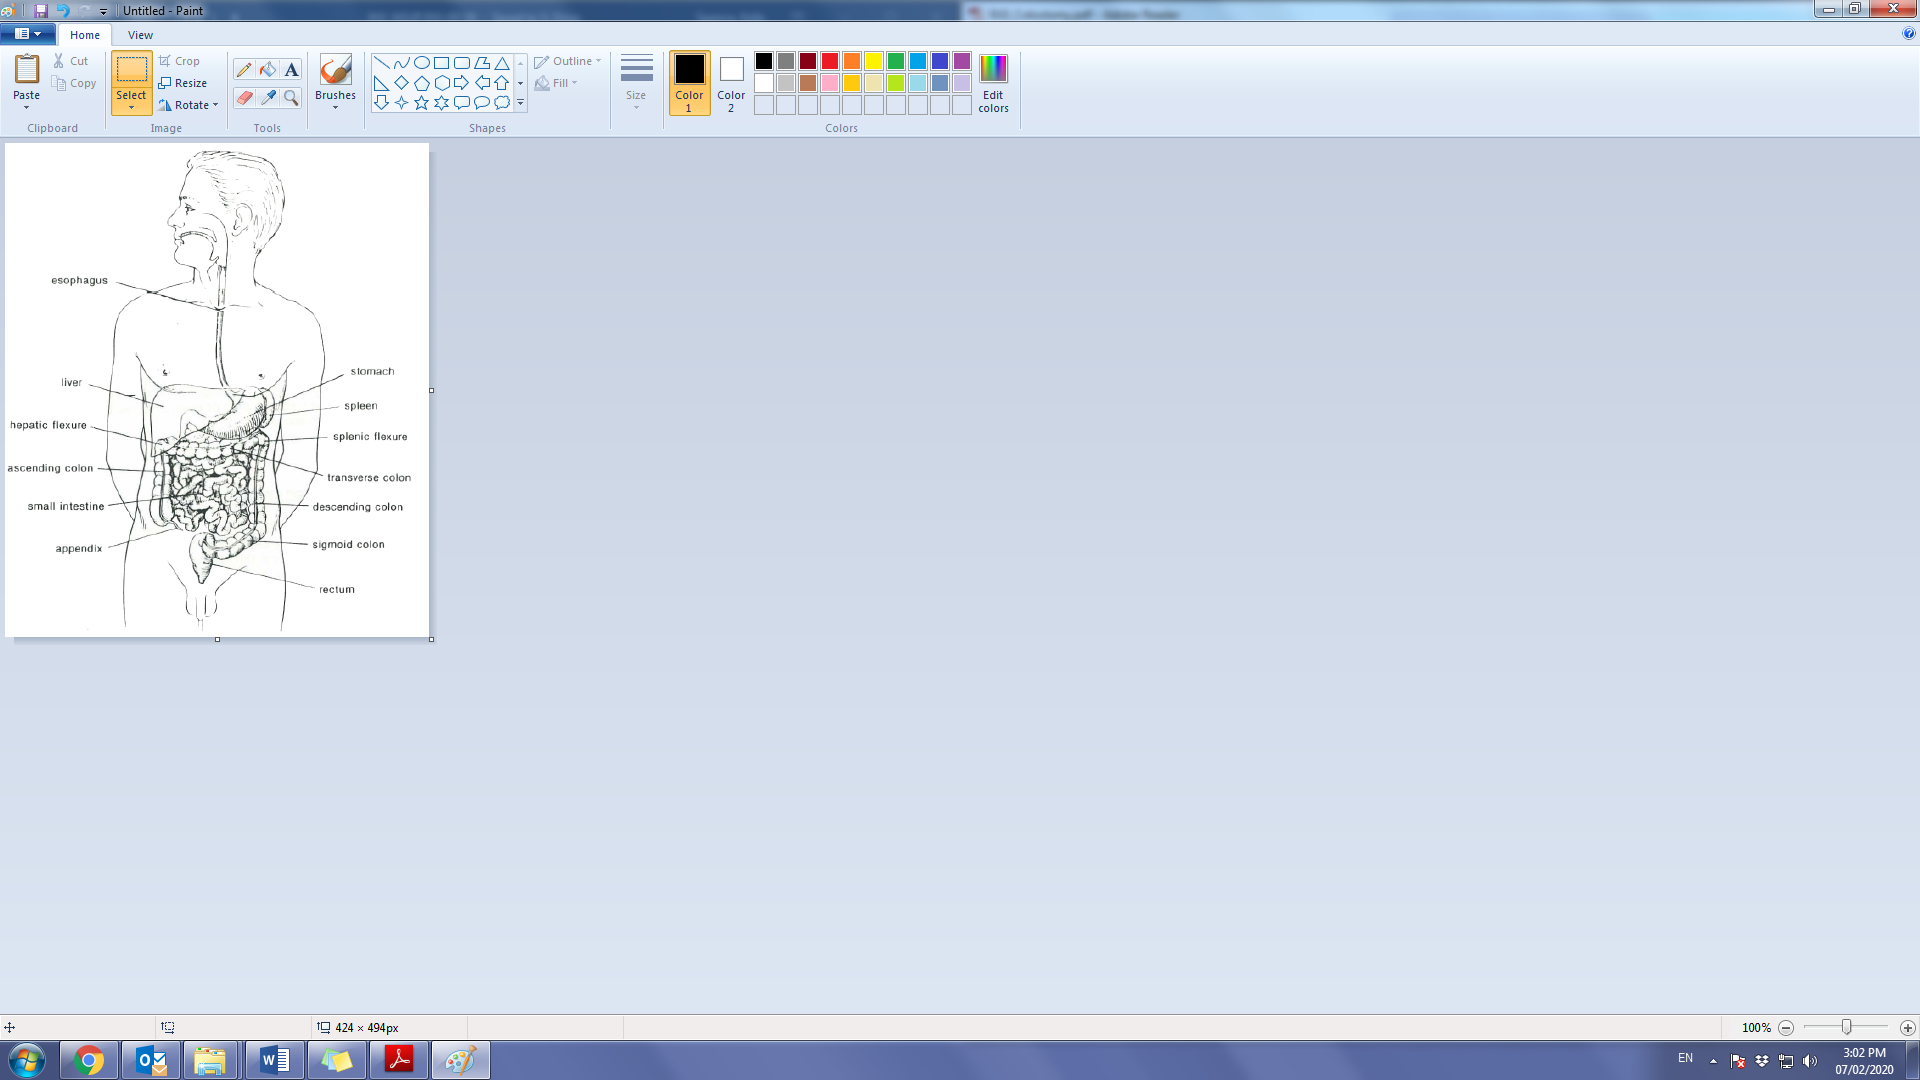 Untitled - Paint
Home View
Paste
Cut
Copy
Clipboard
Select
Crop
Resize
Rotate
Image
Tools
Brushes
Shapes
Outline
Fill
Size
Color 1
Color 2
Colors
Edit colors
esophagus
liver
hepatic flexure
ascending colon
small intestine
appendix
stomach
spleen
splenic flexure
transverse colon
descending colon
sigmoid colon
rectum
424 × 494px
100%
EN
3:02 PM
07/02/2020